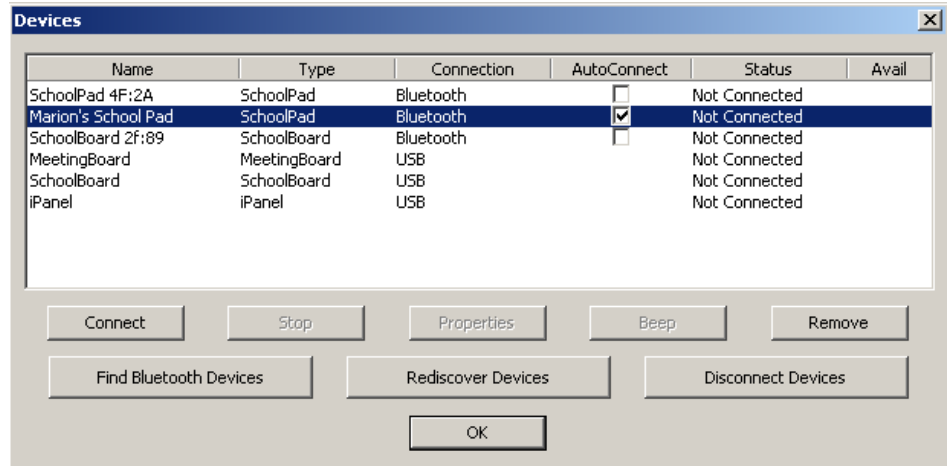 Devices
Name Type Connection AutoConnect Status Avail
SchoolPad 4F:2A SchoolPad Bluetooth Not Connected
Marion's School Pad SchoolPad Bluetooth Not Connected
SchoolBoard 2f:89 SchoolBoard Bluetooth Not Connected
MeetingBoard MeetingBoard USB Not Connected
SchoolBoard SchoolBoard USB Not Connected
iPanel iPanel USB Not Connected
Connect Stop Properties Beep Remove
Find Bluetooth Devices Rediscover Devices Disconnect Devices
OK